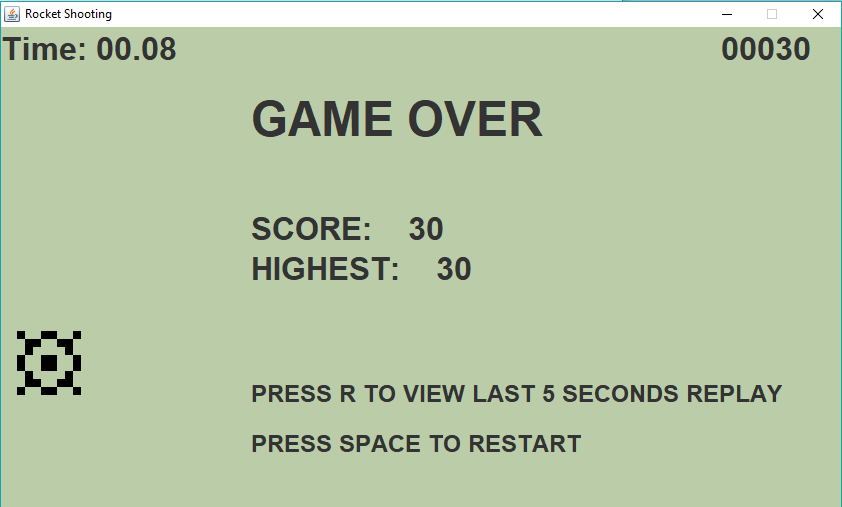 Rocket Shooting
Time: 00.08 00030
GAME OVER
SCORE: 30
HIGHEST: 30
PRESS R TO VIEW LAST 5 SECONDS REPLAY
PRESS SPACE TO RESTART